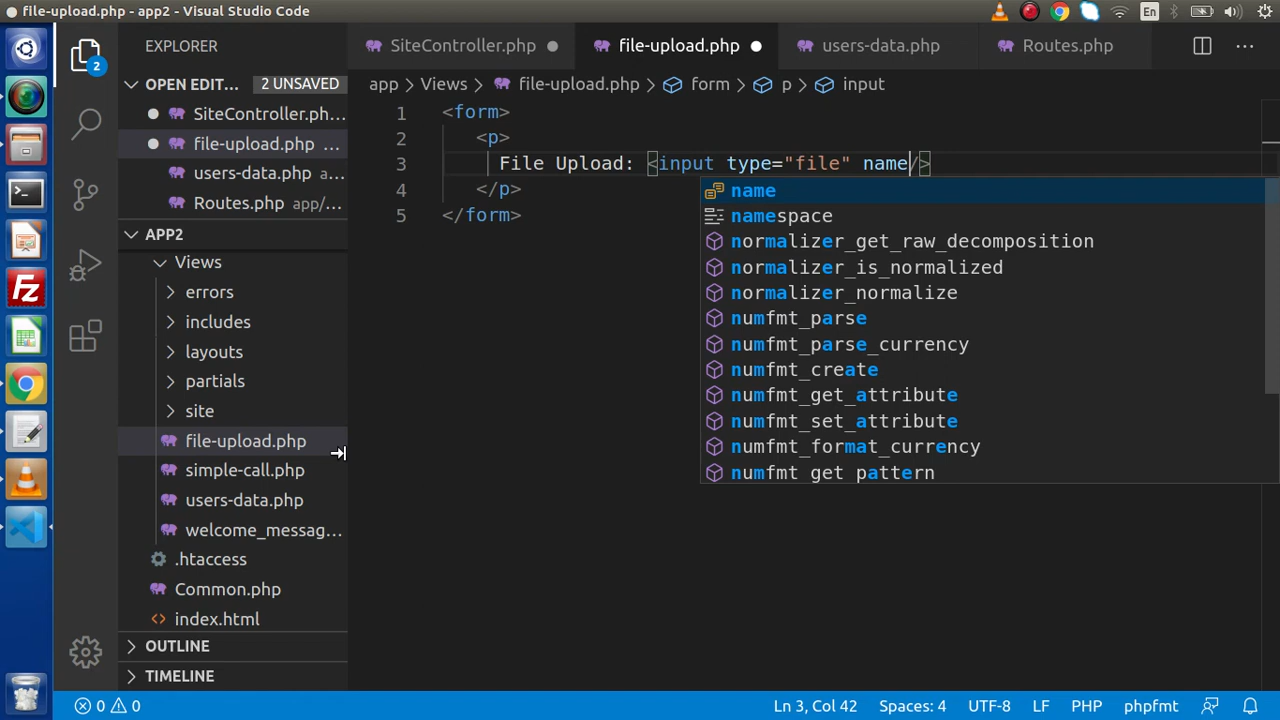 file-upload.php - app2 - Visual Studio Code
En
EXPLORER
SiteController.php
file-upload.php
users-data.php
Routes.php
2
OPEN EDIT...
2 UNSAVED
app
Views
file-upload.php
form
p
input
SiteController.ph...
file-upload.php ...
users-data.php a...
Routes.php app/...
APP2
Views
errors
includes
layouts
partials
site
file-upload.php
simple-call.php
users-data.php
welcome_messag...
.htaccess
Common.php
index.html
OUTLINE
TIMELINE
1 <form>
2 <p>
3 File Upload: <input type="file" name/>
4 </p>
5 </form>
name
namespace
normalizer_get_raw_decomposition
normalizer_is_normalized
normalizer_normalize
numfmt_parse
numfmt_parse_currency
numfmt_create
numfmt_get_attribute
numfmt_set_attribute
numfmt_format_currency
numfmt_get_pattern
0 0
Ln 3, Col 42
Spaces: 4
UTF-8
LF
PHP
phpfmt